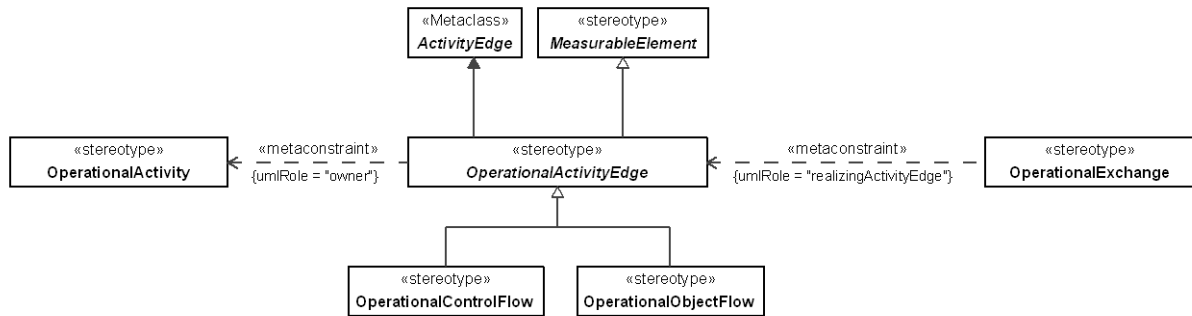 «Metaclass»
ActivityEdge
«stereotype»
MeasurableElement
«stereotype»
OperationalActivity
«metaconstraint»
{umlRole = "owner"}
«stereotype»
OperationalActivityEdge
«metaconstraint»
{umlRole = "realizingActivityEdge"}
«stereotype»
OperationalExchange
«stereotype»
OperationalControlFlow
«stereotype»
OperationalObjectFlow